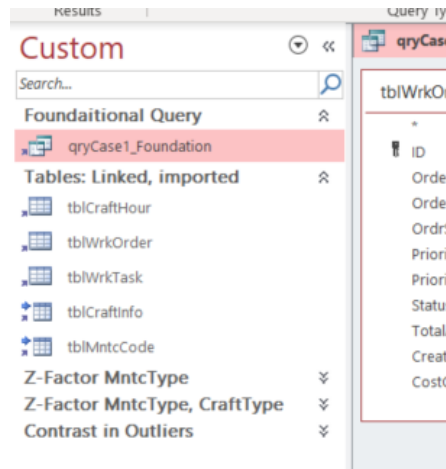 Results
Query Ty
Custom
qryCase
Search...
Foundaitional Query
qryCase1_Foundation
Tables: Linked, imported
tblCraftHour
tblWrkOrder
tblWrkTask
tblCraftInfo
tblMntcCode
Z-Factor MntcType
Z-Factor MntcType, CraftType
Contrast in Outliers
tblWrkOr
*
ID
Orde
Orde
OrdrS
Priori
Priori
Statu
Total
Creat
Cost